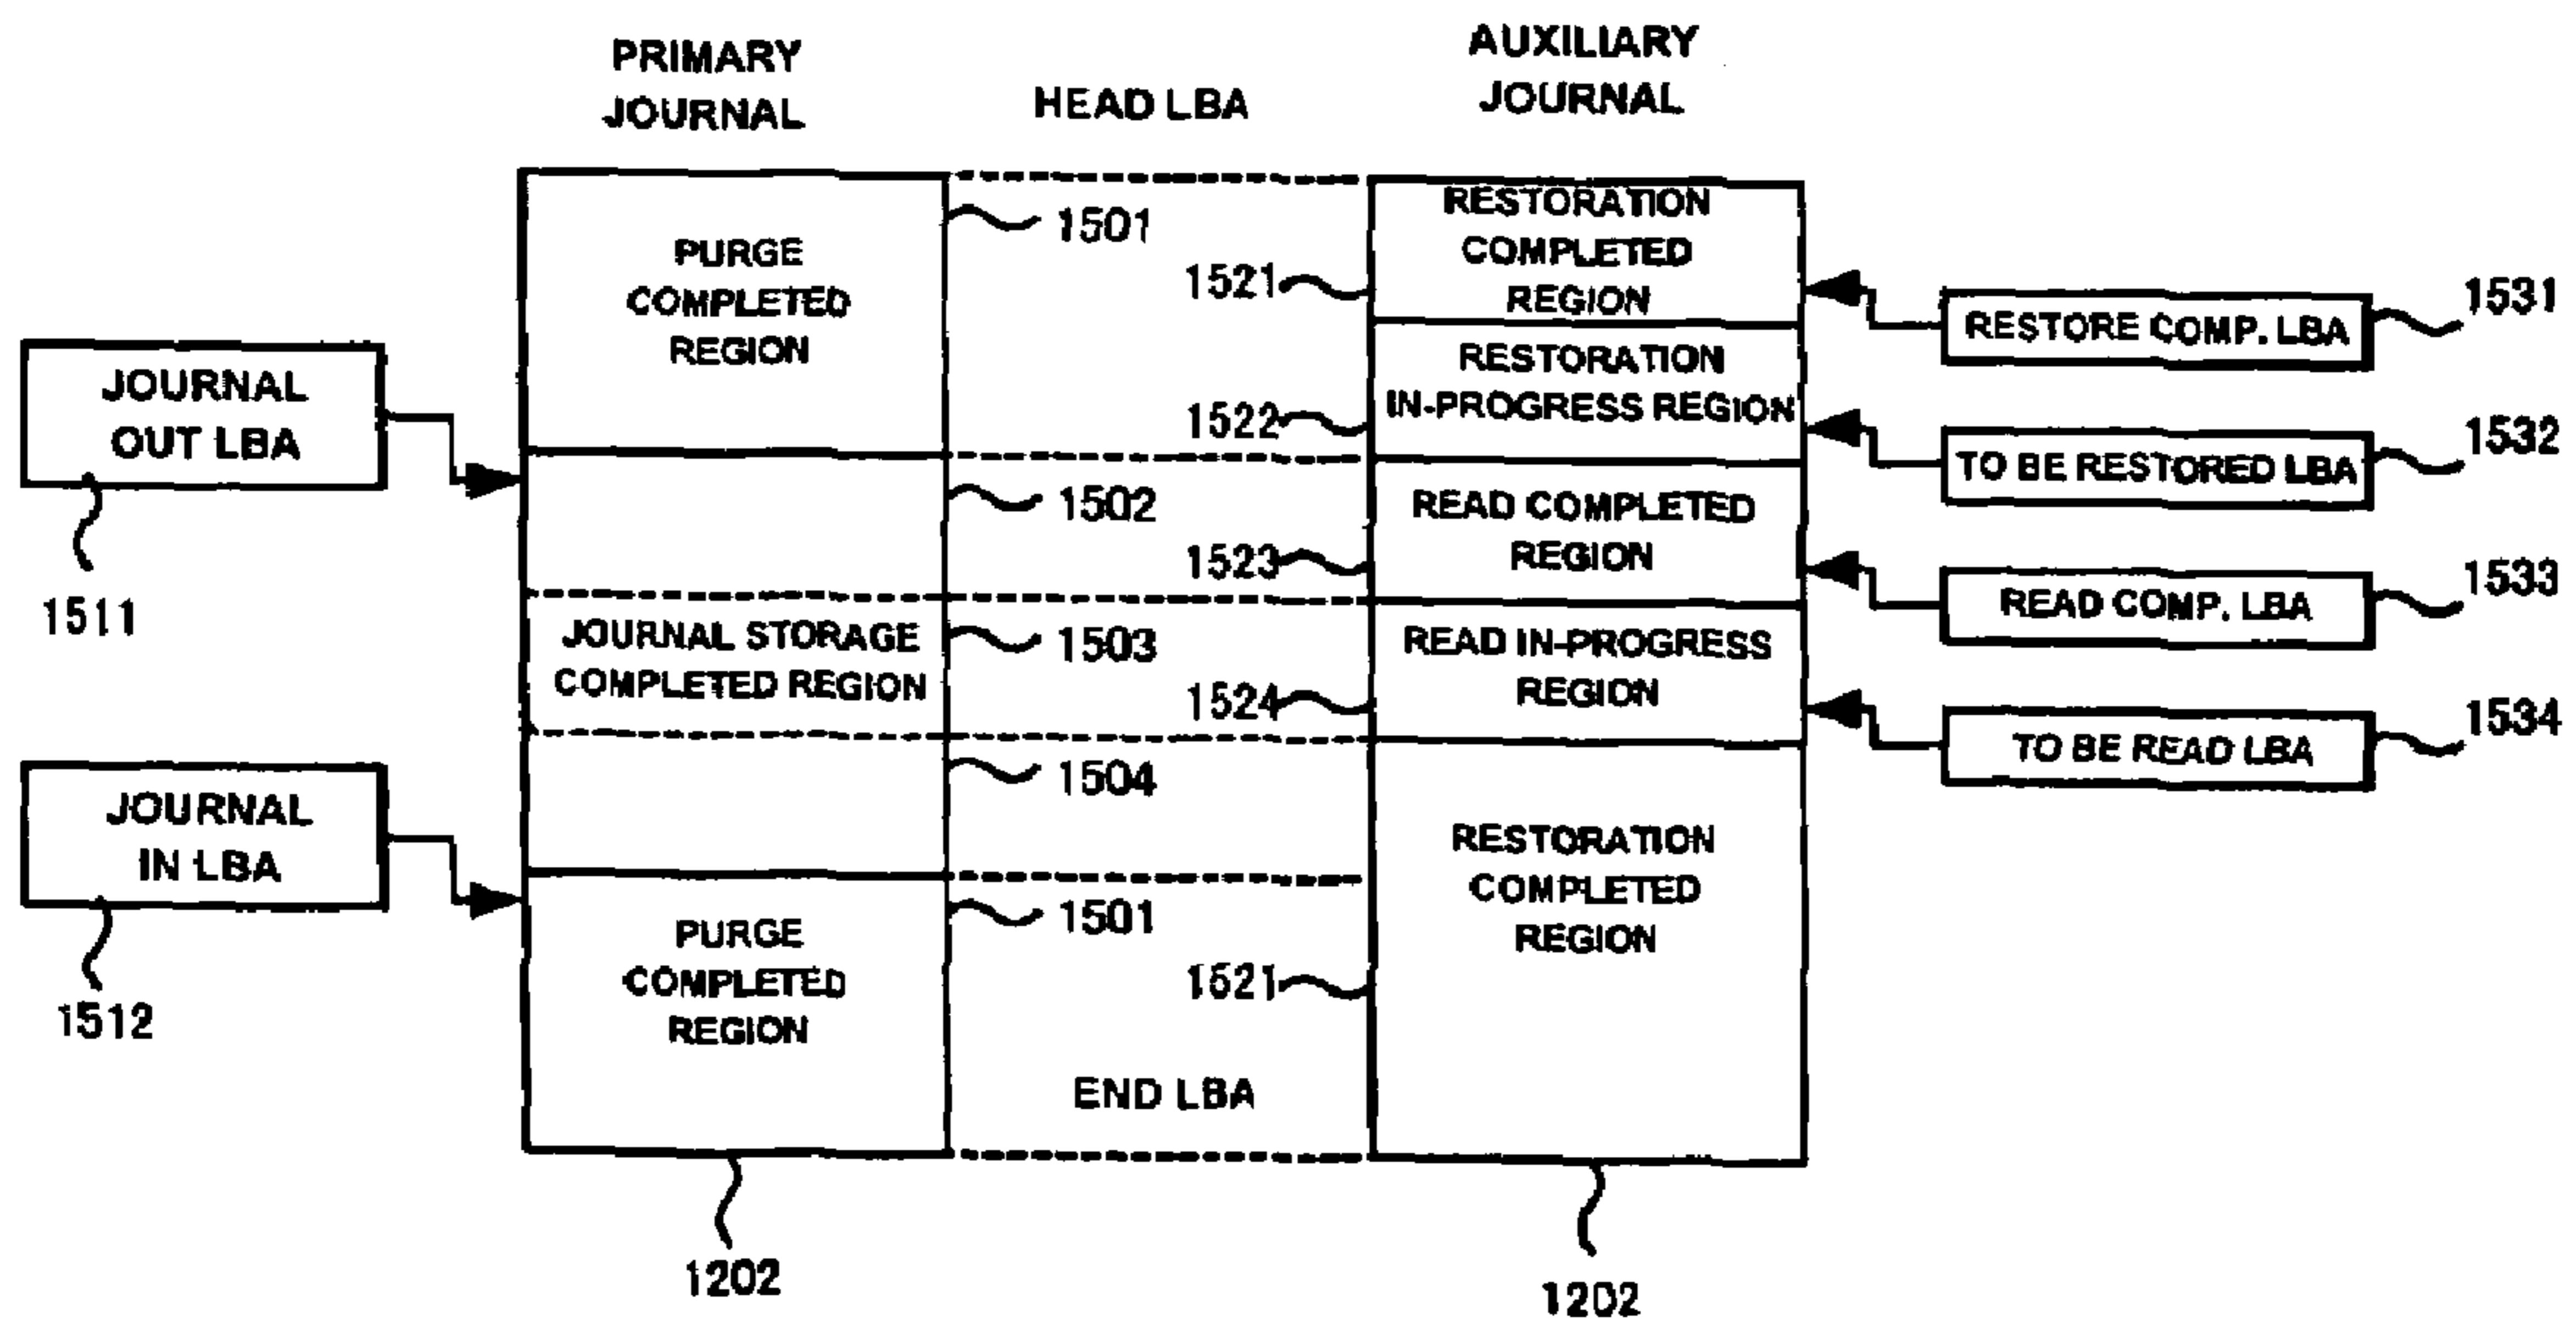 PRIMARY
JOURNAL
HEAD LBA
AUXILIARY
JOURNAL
PURGE
COMPLETED
REGION
1501
JOURNAL
OUT LBA
1511
1502
JOURNAL STORAGE
COMPLETED REGION
1503
1504
JOURNAL
IN LBA
1512
PURGE
COMPLETED
REGION
1501
END LBA
1202
RESTORATION
COMPLETED
REGION
1521
RESTORE COMP. LBA
1531
RESTORATION
IN-PROGRESS REGION
1522
TO BE RESTORED LBA
1532
READ COMPLETED
REGION
1523
READ COMP. LBA
1533
READ IN-PROGRESS
REGION
1524
TO BE READ LBA
1534
RESTORATION
COMPLETED
REGION
1521
1202